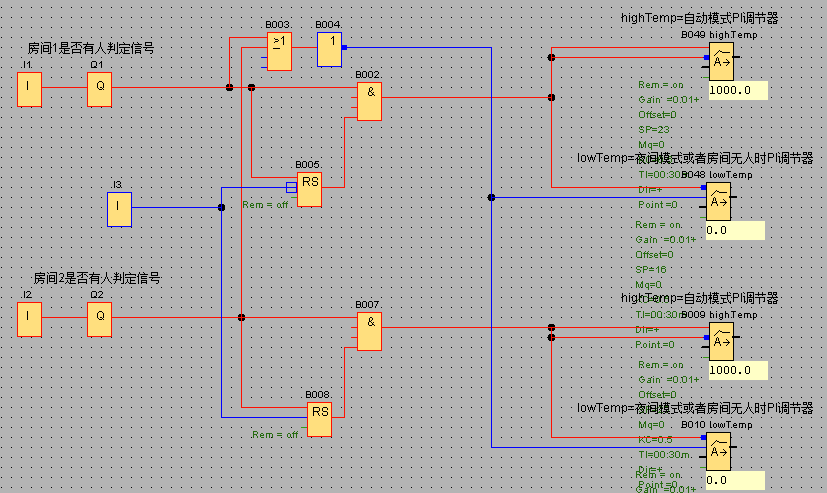 highTemp=自动模式PI调节器
B003
B004
B049 highTemp
房间1是否有人判定信号
>1
1
A→
I1
Q1
I
Q
B002
&
Rem = on
1000.0
Gain =0.01+
Offset=0
SP=23
Mq=0
lowTemp=夜间模式或者房间无人时PI调节器
B005
RS
TI=00:30m
B048 lowTemp
I3
I
Dir=+
A→
Rem = off
Point =0
Rem = on
0.0
Gain =0.01+
Offset=0
SP=16
房间2是否有人判定信号
Mq=0
I2
Q2
I
Q
highTemp=自动模式PI调节器
B007
&
TI=00:30m
B009 highTemp
Dir=+
Point =0
A→
Rem = on
1000.0
Gain =0.01+
Offset=0
B008
RS
lowTemp=夜间模式或者房间无人时PI调节器
Mq=0
B010 lowTemp
Rem = off
KC=0.5
TI=00:30m
A→
Dir=+
Rem = on
Point =0
0.0
Gain =0.01+